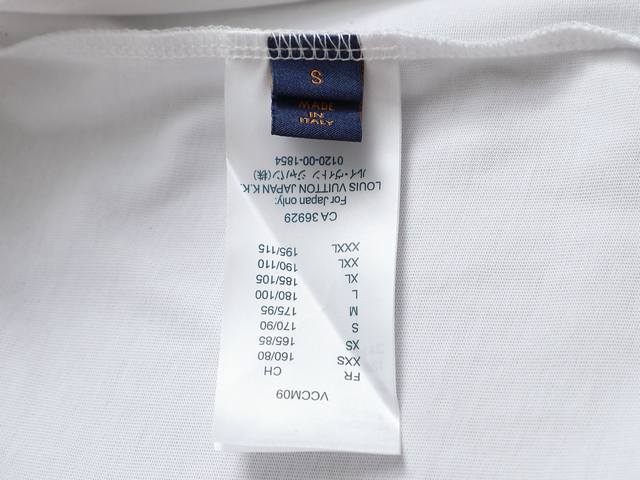 S
MADE
IN
ITALY
VCCM09
FR CH
XXS 160/80
XS 165/85
S 170/90
M 175/95
L 180/100
XL 185/105
XXL 190/110
XXXL 195/115
CA 36929
For Japan only:
LOUIS VUITTON JAPAN K.K.
ルイ・ヴィトン ジャパン(株)
0120-00-1854